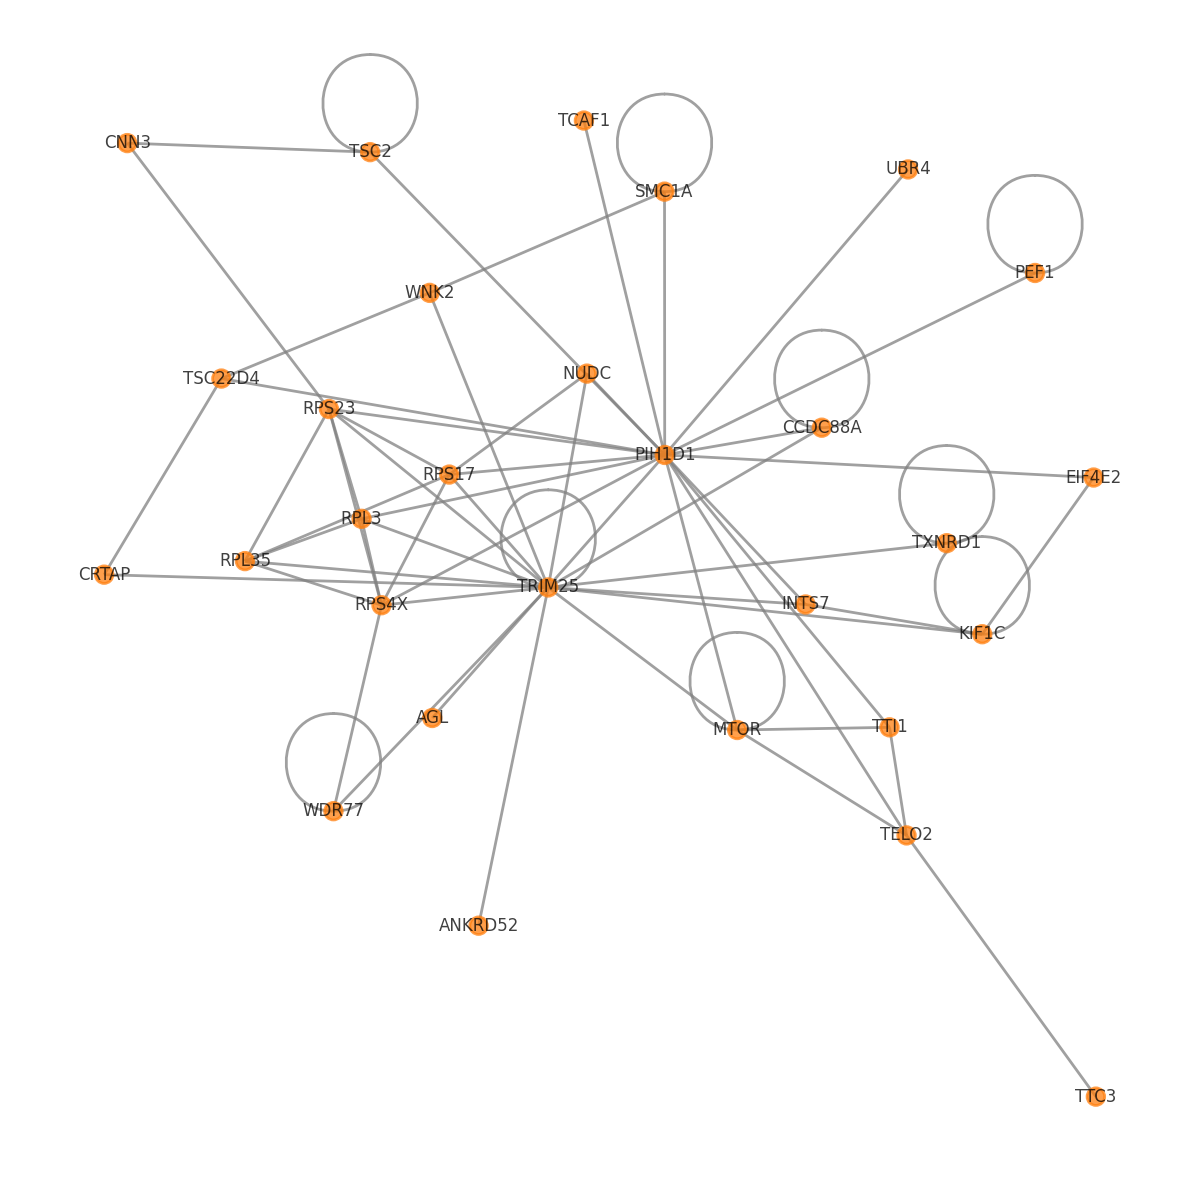 TCAF1
CNN3
TSC2
UBR4
SMC1A
PEF1
WNK2
NUDC
TSC22D4
RPS23
CCDC88A
PIH1D1
RPS17
EIF4E2
RPL3
TXNRD1
RPL35
CRTAP
TRIM25
RPS4X
INTS7
KIF1C
AGL
MTOR
TTI1
WDR77
TELO2
ANKRD52
TTC3